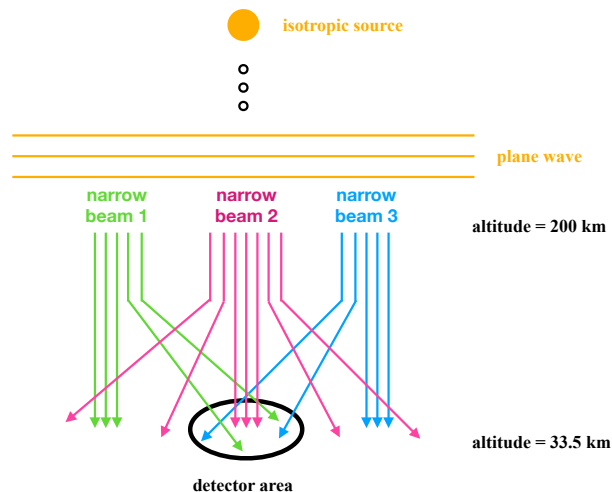 isotropic source
plane wave
narrow
beam 1
narrow
beam 2
narrow
beam 3
altitude = 200 km
altitude = 33.5 km
detector area